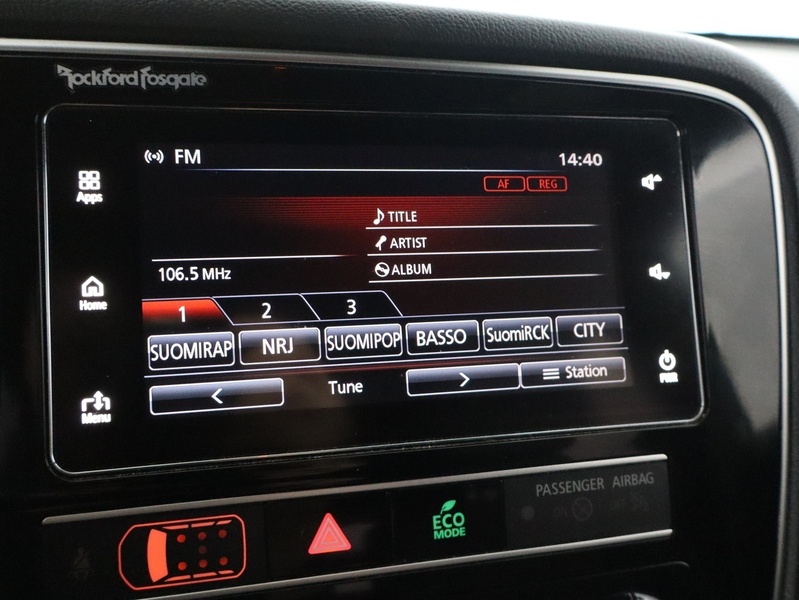 Rockford Fosgate
FM 14:40
AF REG
Apps
TITLE
ARTIST
ALBUM
106.5 MHz
Home
1 2 3
SUOMIRAP NRJ SUOMIPOP BASSO SuomiRCK CITY
< Tune > Station
PWR
Menu
PASSENGER AIRBAG
ECO
MODE